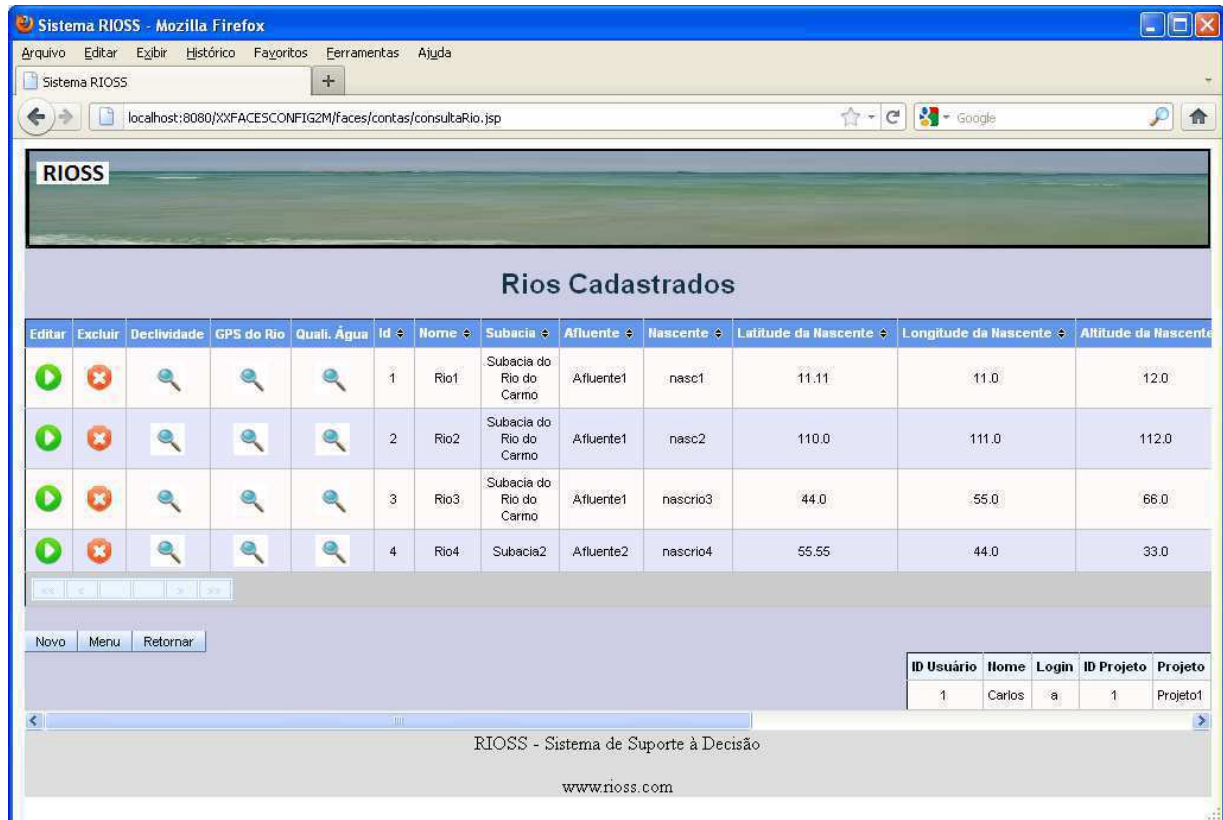 Sistema RIOSS - Mozilla Firefox
Arquivo Editar Exibir Histórico Favoritos Ferramentas Ajuda
Sistema RIOSS
localhost:8080/XXFACESCONFIG2M/faces/contas/consultaRio.jsp
Google
RIOSS
Rios Cadastrados
Editar Excluir Declividade GPS do Rio Quali. Água Id Nome Subacia Afluente Nascente Latitude da Nascente Longitude da Nascente Altitude da Nascente
1 Rio1 Subacia do Rio do Carmo Afluente1 nasc1 11.11 11.0 12.0
2 Rio2 Subacia do Rio do Carmo Afluente1 nasc2 110.0 111.0 112.0
3 Rio3 Subacia do Rio do Carmo Afluente1 nascrio3 44.0 55.0 66.0
4 Rio4 Subacia2 Afluente2 nascrio4 55.55 44.0 33.0
«« « » »»
Novo Menu Retornar
ID Usuário Nome Login ID Projeto Projeto
1 Carlos a 1 Projeto1
RIOSS - Sistema de Suporte à Decisão
www.rioss.com